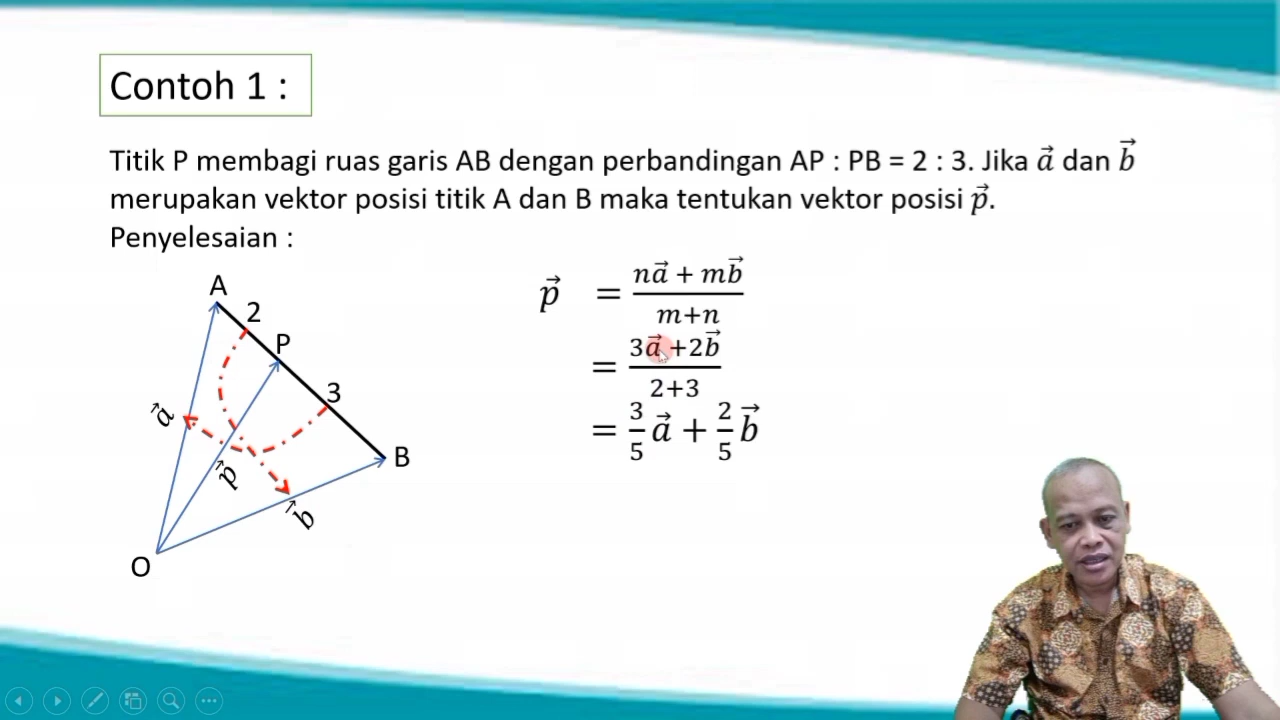 Contoh 1 :
Titik P membagi ruas garis AB dengan perbandingan AP : PB = 2 : 3. Jika a⃗ dan b⃗
merupakan vektor posisi titik A dan B maka tentukan vektor posisi p⃗.
Penyelesaian :
A
2
P
3
B
a⃗
p⃗
b⃗
O
p⃗ = (na⃗ + mb⃗)/(m+n)
= (3a⃗ +2b⃗)/(2+3)
= 3/5 a⃗ + 2/5 b⃗